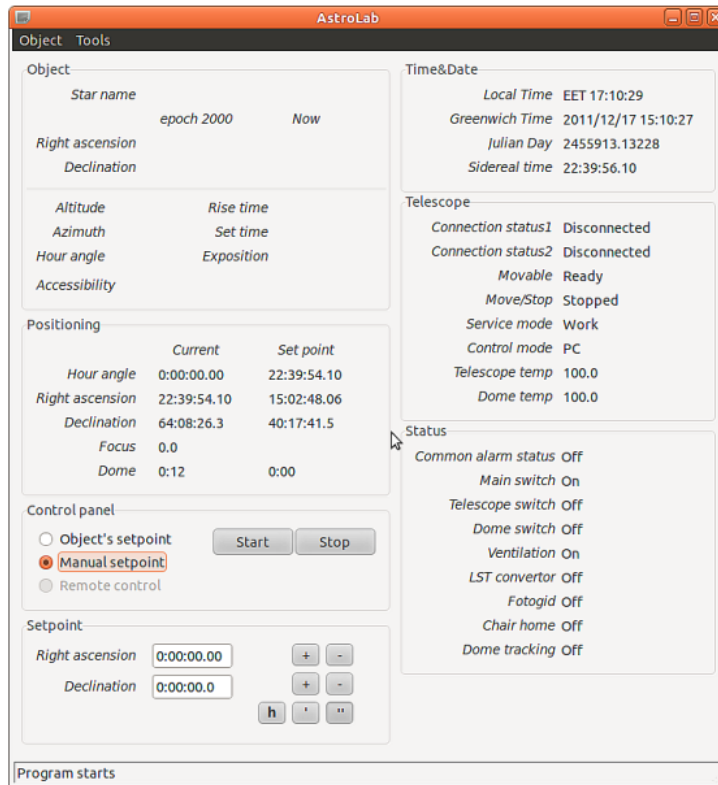 AstroLab
Object Tools
Object
Star name
epoch 2000 Now
Right ascension
Declination
Altitude Rise time
Azimuth Set time
Hour angle Exposition
Accessibility
Positioning
Current Set point
Hour angle 0:00:00.00 22:39:54.10
Right ascension 22:39:54.10 15:02:48.06
Declination 64:08:26.3 40:17:41.5
Focus 0.0
Dome 0:12 0:00
Control panel
Object's setpoint
Manual setpoint
Remote control
Start Stop
Setpoint
Right ascension 0:00:00.00 + -
Declination 0:00:00.0 + -
h ' "
Time&Date
Local Time EET 17:10:29
Greenwich Time 2011/12/17 15:10:27
Julian Day 2455913.13228
Sidereal time 22:39:56.10
Telescope
Connection status1 Disconnected
Connection status2 Disconnected
Movable Ready
Move/Stop Stopped
Service mode Work
Control mode PC
Telescope temp 100.0
Dome temp 100.0
Status
Common alarm status Off
Main switch On
Telescope switch Off
Dome switch Off
Ventilation On
LST convertor Off
Fotogid Off
Chair home Off
Dome tracking Off
Program starts